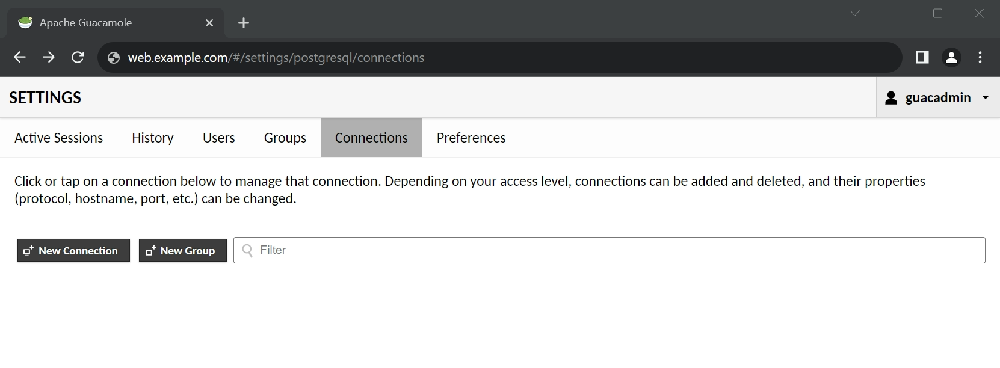 Apache Guacamole
web.example.com/#/settings/postgresql/connections
SETTINGS
guacadmin
Active Sessions History Users Groups Connections Preferences
Click or tap on a connection below to manage that connection. Depending on your access level, connections can be added and deleted, and their properties
(protocol, hostname, port, etc.) can be changed.
New Connection New Group Filter